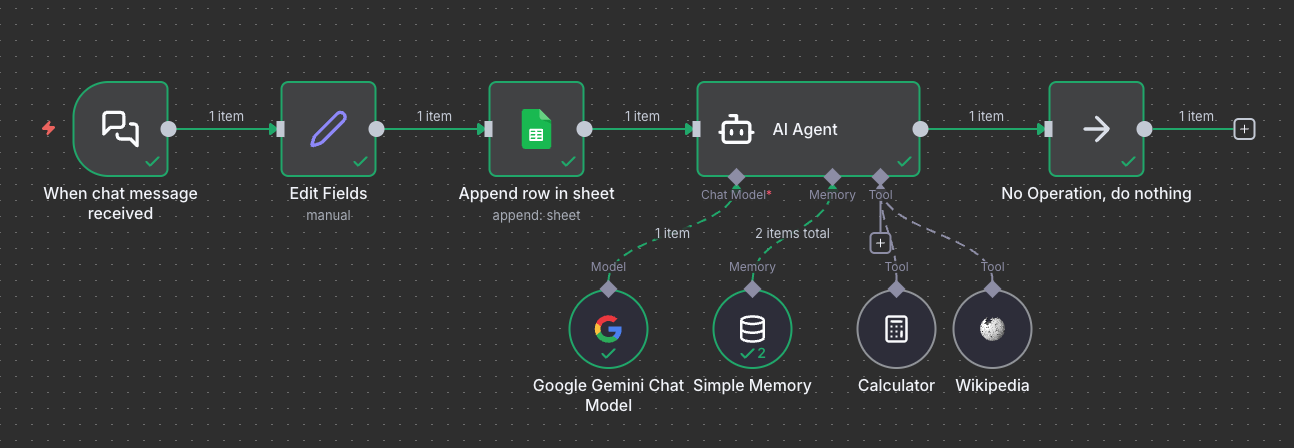 1 item
1 item
1 item
AI Agent
1 item
1 item
When chat message
received
Edit Fields
manual
Append row in sheet
append: sheet
Chat Model*
Memory
Tool
No Operation, do nothing
1 item
2 items total
Model
Memory
Tool
Tool
2
Google Gemini Chat
Model
Simple Memory
Calculator
Wikipedia